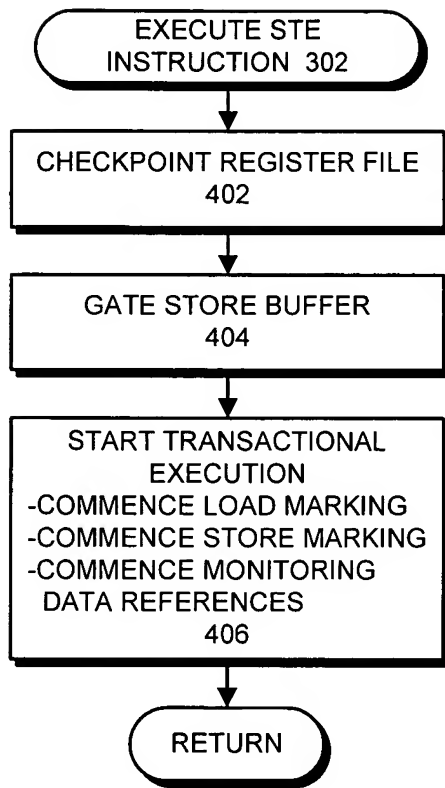 EXECUTE STE
INSTRUCTION 302
CHECKPOINT REGISTER FILE
402
GATE STORE BUFFER
404
START TRANSACTIONAL
EXECUTION
-COMMENCE LOAD MARKING
-COMMENCE STORE MARKING
-COMMENCE MONITORING
DATA REFERENCES
406
RETURN